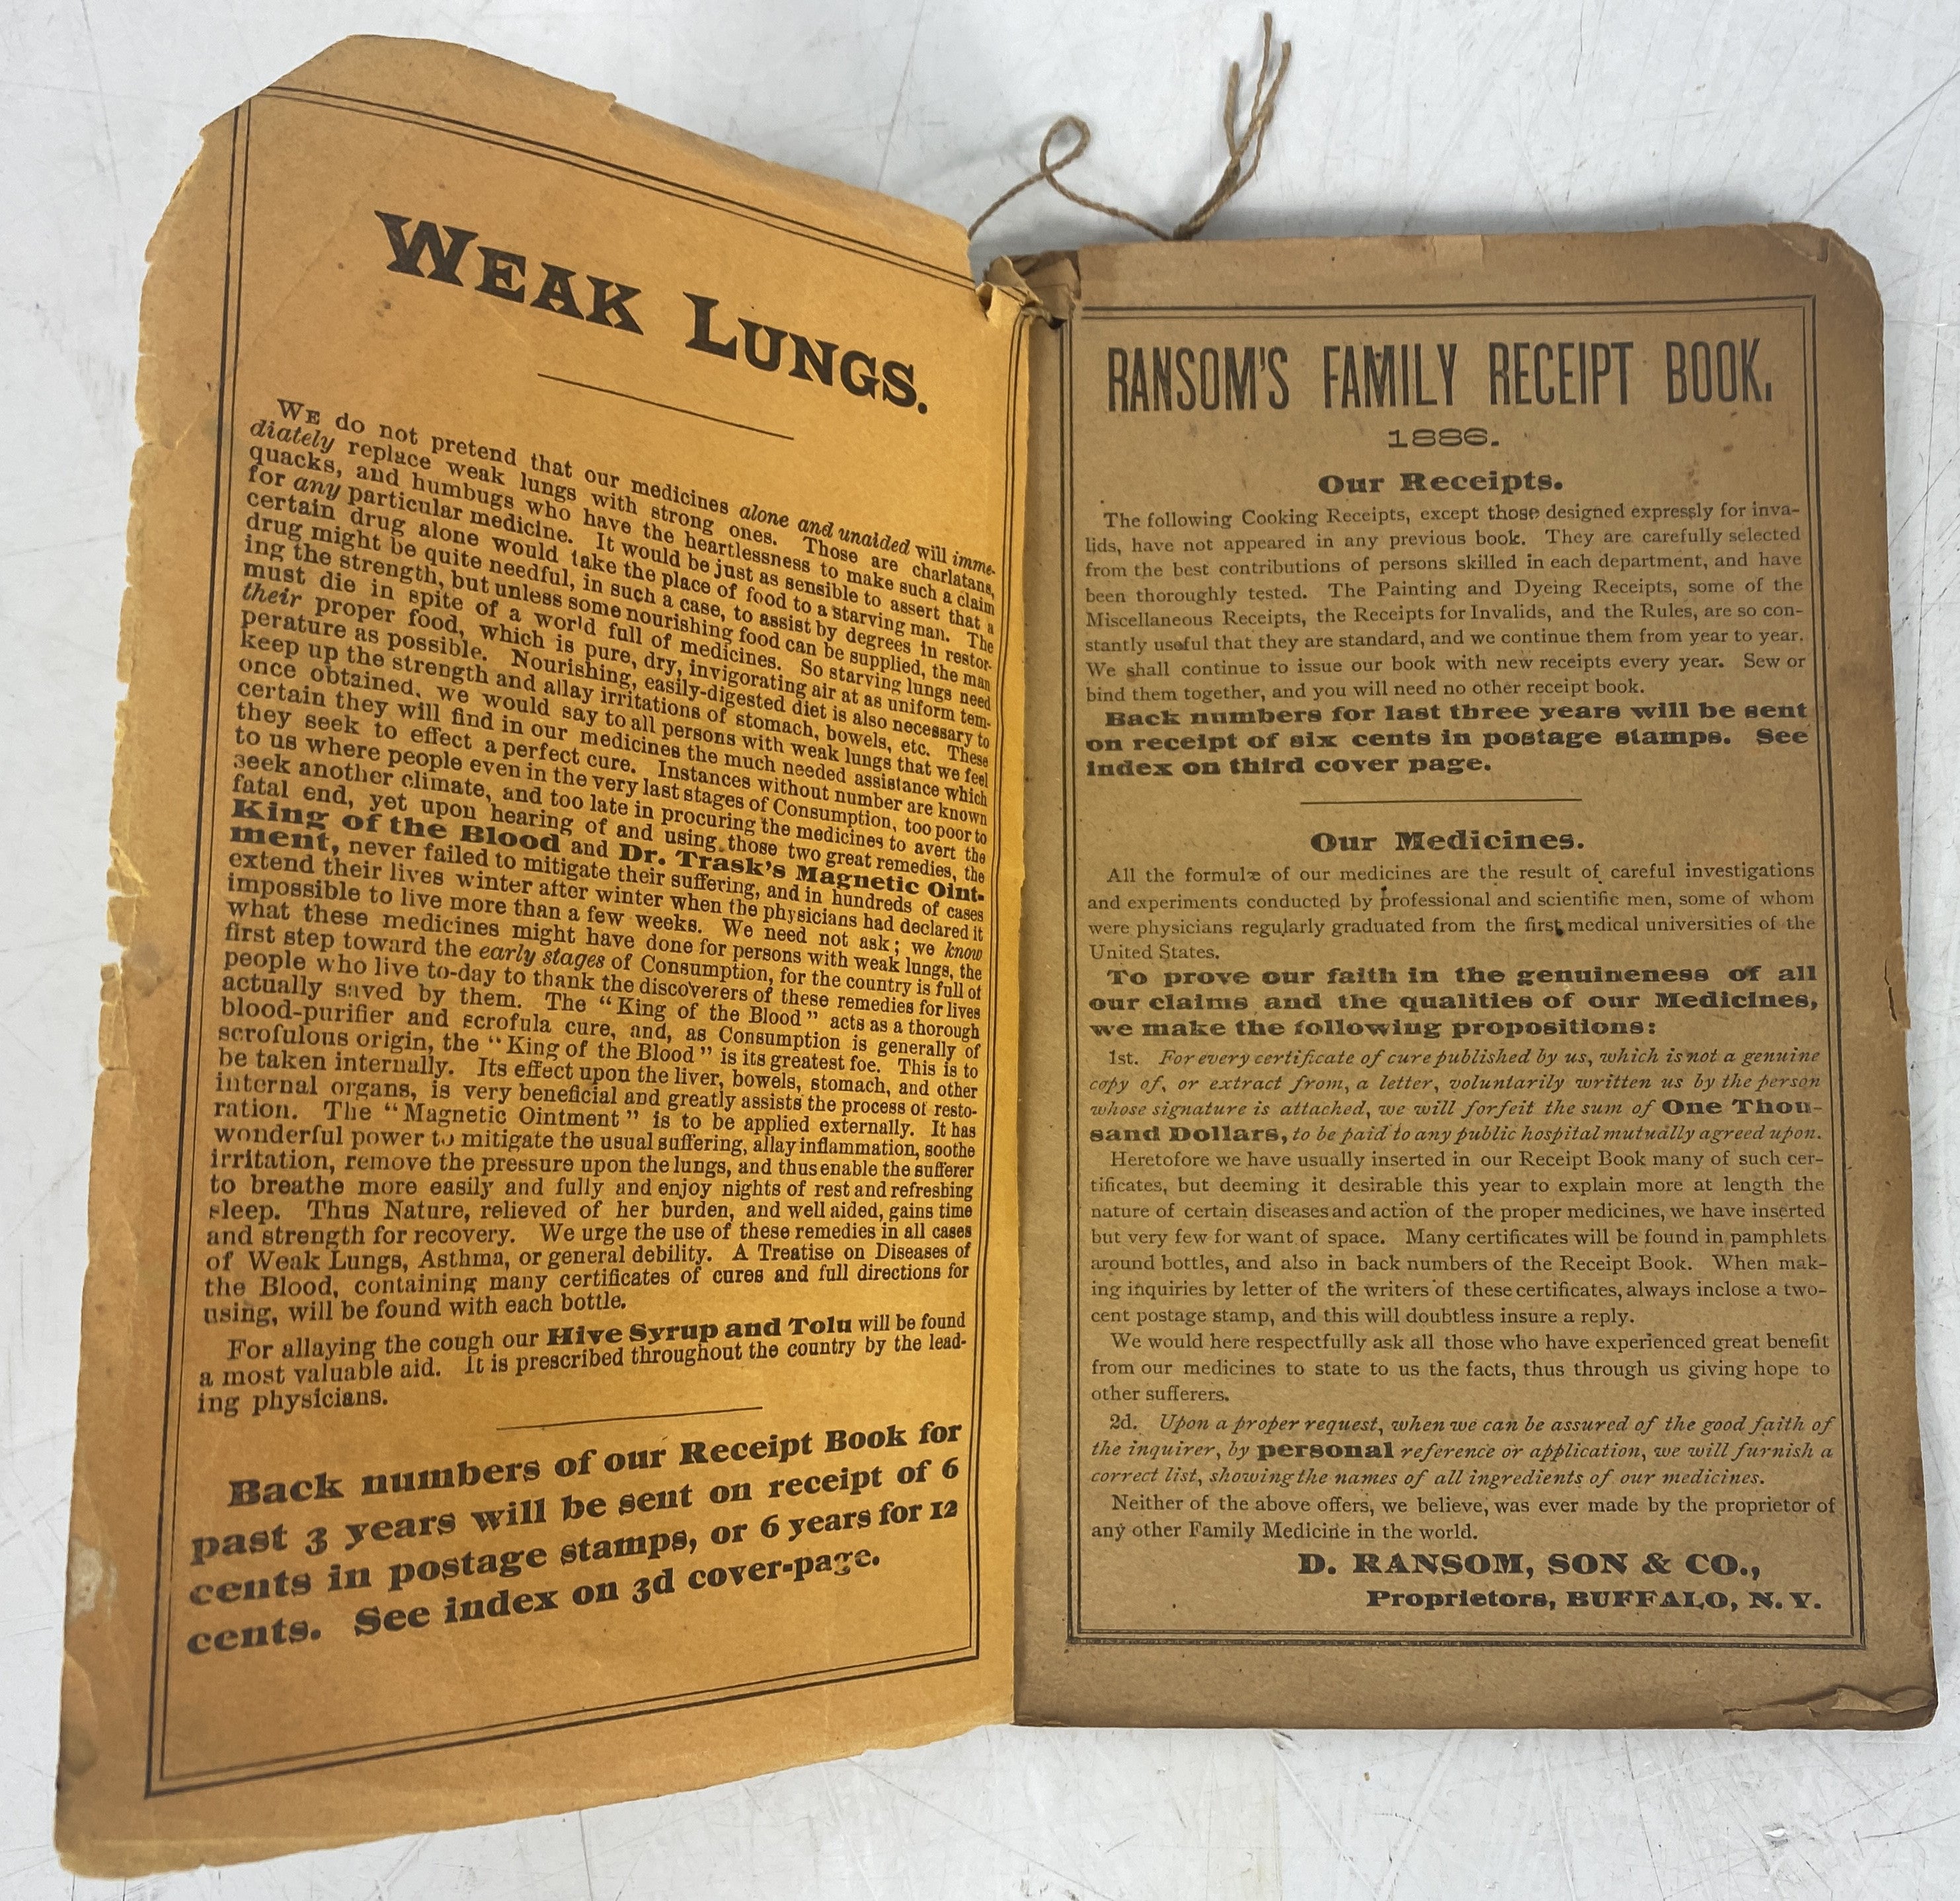 WEAK LUNGS.
WE do not pretend that our medicines alone and unaided will imme-
diately replace weak lungs with strong ones. Those are charlatans,
quacks, and humbugs who have the heartlessness to make such a claim
for any particular medicine. It would be just as sensible to assert that a
certain drug alone would take the place of food to a starving man. The
drug might be quite needful, in such a case, to assist by degrees in restor-
ing the strength, but unless some nourishing food can be supplied, the man
must die in spite of a world full of medicines. So starving lungs need
their proper food, which is pure, dry, invigorating air at as uniform tem-
perature as possible. Nourishing, easily-digested diet is also necessary to
keep up the strength and allay irritations of stomach, bowels, etc. These
once obtained, we would say to all persons with weak lungs that we feel
certain they will find in our medicines the much needed assistance which
they seek to effect a perfect cure. Instances without number are known
to us where people even in the very last stages of Consumption, too poor to
seek another climate, and too late in procuring the medicines to avert the
fatal end, yet upon hearing of and using those two great remedies, the
King of the Blood and Dr. Trask's Magnetic Oint-
ment, never failed to mitigate their suffering, and in hundreds of cases
extend their lives winter after winter when the physicians had declared it
impossible to live more than a few weeks. We need not ask; we know
what these medicines might have done for persons with weak lungs, the
first step toward the early stages of Consumption, for the country is full of
people who live to-day to thank the discoverers of these remedies for lives
actually saved by them. The "King of the Blood" acts as a thorough
blood-purifier and scrofula cure, and, as Consumption is generally of
scrofulous origin, the "King of the Blood" is its greatest foe. This is to
be taken internally. Its effect upon the liver, bowels, stomach, and other
internal organs, is very beneficial and greatly assists the process of resto-
ration. The "Magnetic Ointment" is to be applied externally. It has
wonderful power to mitigate the usual suffering, allay inflammation, soothe
irritation, remove the pressure upon the lungs, and thus enable the sufferer
to breathe more easily and fully and enjoy nights of rest and refreshing
sleep. Thus Nature, relieved of her burden, and well aided, gains time
and strength for recovery. We urge the use of these remedies in all cases
of Weak Lungs, Asthma, or general debility. A Treatise on Diseases of
the Blood, containing many certificates of cures and full directions for
using, will be found with each bottle.
For allaying the cough our Hive Syrup and Tolu will be found
a most valuable aid. It is prescribed throughout the country by the lead-
ing physicians.
Back numbers of our Receipt Book for
past 3 years will be sent on receipt of 6
cents in postage stamps, or 6 years for 12
cents. See index on 3d cover-page.
RANSOM'S FAMILY RECEIPT BOOK.
1886.
Our Receipts.
The following Cooking Receipts, except those designed expressly for inva-
lids, have not appeared in any previous book. They are carefully selected
from the best contributions of persons skilled in each department, and have
been thoroughly tested. The Painting and Dyeing Receipts, some of the
Miscellaneous Receipts, the Receipts for Invalids, and the Rules, are so con-
stantly useful that they are standard, and we continue them from year to year.
We shall continue to issue our book with new receipts every year. Sew or
bind them together, and you will need no other receipt book.
Back numbers for last three years will be sent
on receipt of six cents in postage stamps. See
index on third cover page.
Our Medicines.
All the formulæ of our medicines are the result of careful investigations
and experiments conducted by professional and scientific men, some of whom
were physicians regularly graduated from the first medical universities of the
United States.
To prove our faith in the genuineness of all
our claims and the qualities of our Medicines,
we make the following propositions:
1st. For every certificate of cure published by us, which is not a genuine
copy of, or extract from, a letter, voluntarily written us by the person
whose signature is attached, we will forfeit the sum of One Thou-
sand Dollars, to be paid to any public hospital mutually agreed upon.
Heretofore we have usually inserted in our Receipt Book many of such cer-
tificates, but deeming it desirable this year to explain more at length the
nature of certain diseases and action of the proper medicines, we have inserted
but very few for want of space. Many certificates will be found in pamphlets
around bottles, and also in back numbers of the Receipt Book. When mak-
ing inquiries by letter of the writers of these certificates, always inclose a two-
cent postage stamp, and this will doubtless insure a reply.
We would here respectfully ask all those who have experienced great benefit
from our medicines to state to us the facts, thus through us giving hope to
other sufferers.
2d. Upon a proper request, when we can be assured of the good faith of
the inquirer, by personal reference or application, we will furnish a
correct list, showing the names of all ingredients of our medicines.
Neither of the above offers, we believe, was ever made by the proprietor of
any other Family Medicine in the world.
D. RANSOM, SON & CO.,
Proprietors, BUFFALO, N. Y.